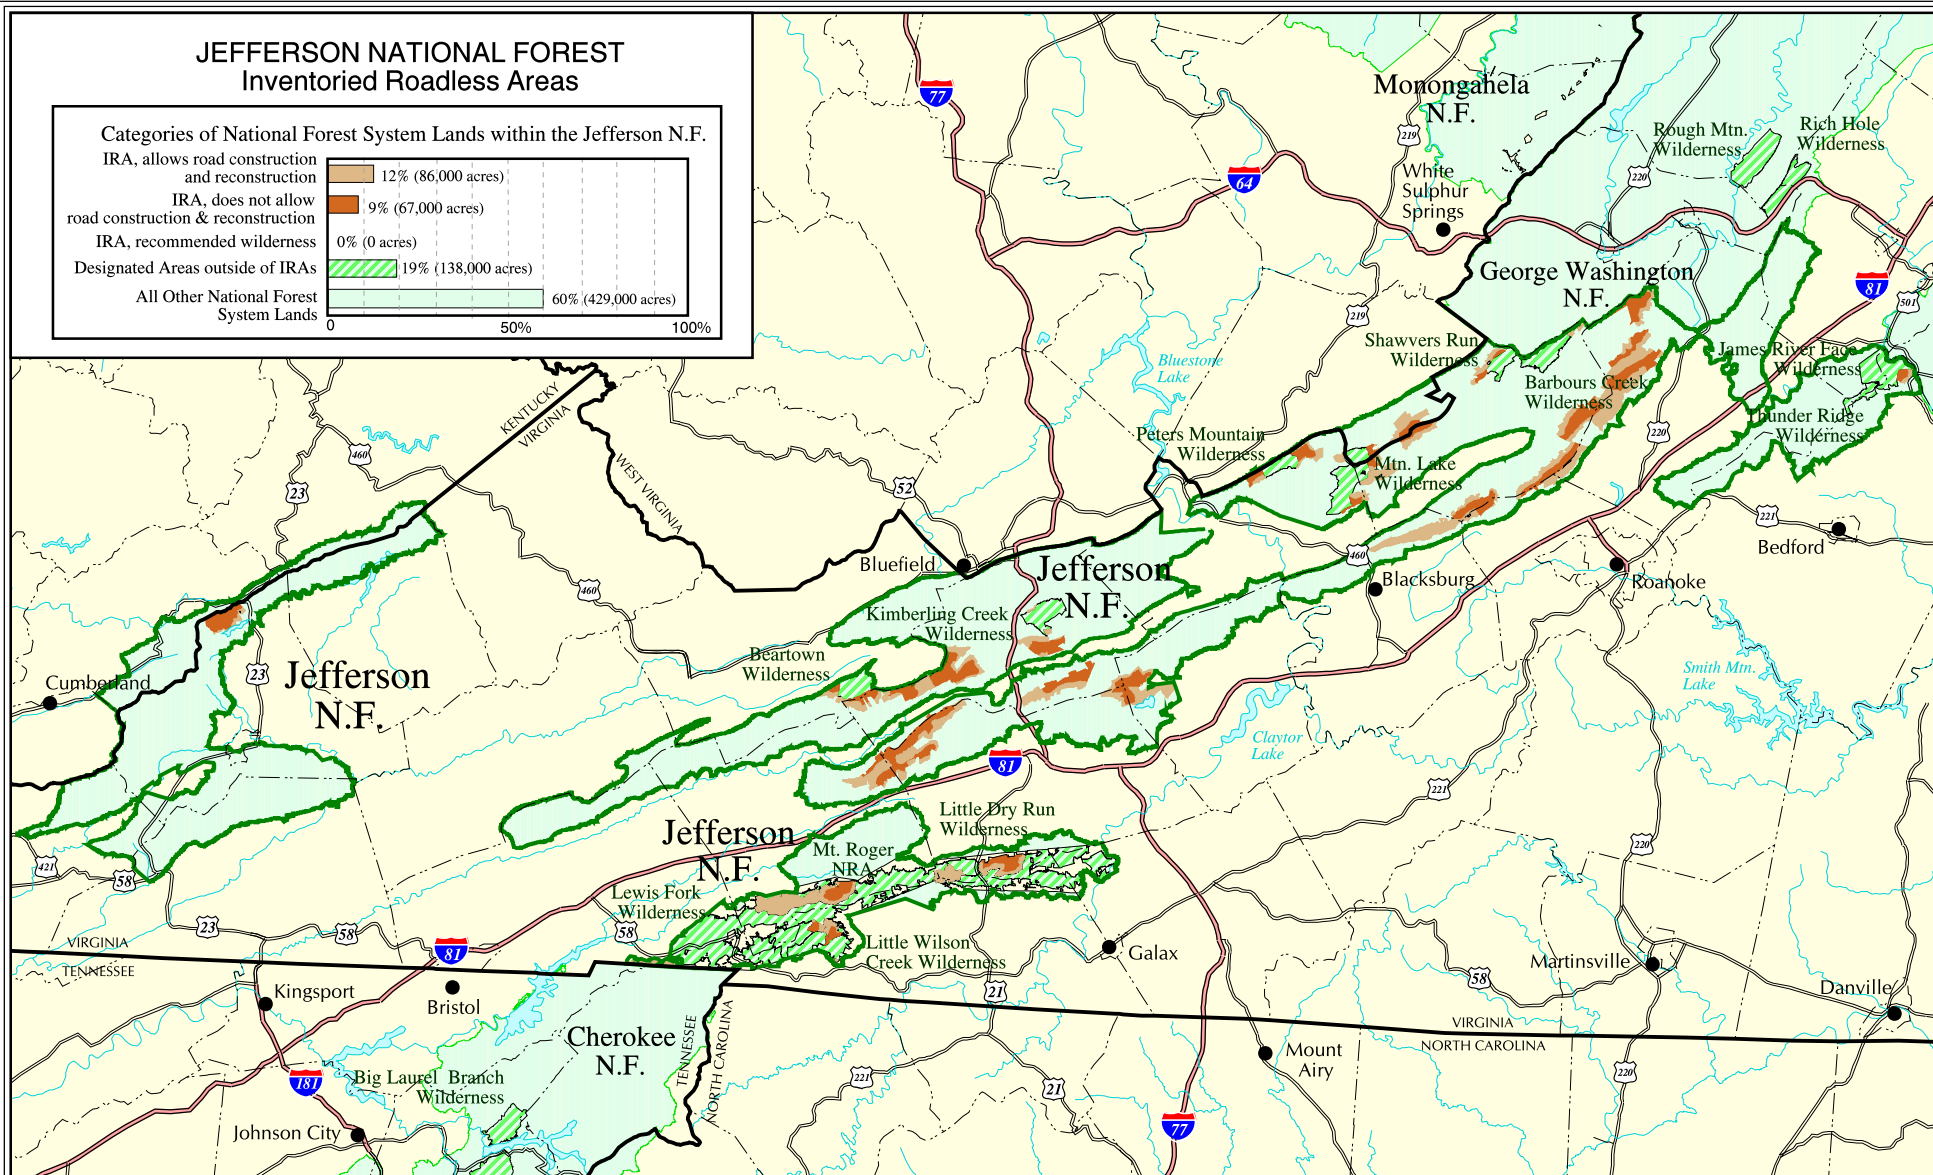 JEFFERSON NATIONAL FOREST
Inventoried Roadless Areas
Categories of National Forest System Lands within the Jefferson N.F.
IRA, allows road construction
and reconstruction
12% (86,000 acres)
IRA, does not allow
road construction & reconstruction
9% (67,000 acres)
IRA, recommended wilderness
0% (0 acres)
Designated Areas outside of IRAs
19% (138,000 acres)
All Other National Forest
System Lands
60% (429,000 acres)
0
50%
100%
77
Monongahela
N.F.
219
White
Sulphur
Springs
64
Rough Mtn.
Wilderness
Rich Hole
Wilderness
220
George Washington
N.F.
81
501
219
Shawvers Run
Wilderness
Bluestone
Lake
James River Face
Wilderness
Barbours Creek
Wilderness
Thunder Ridge
Wilderness
220
KENTUCKY
VIRGINIA
460
Peters Mountain
Wilderness
Mtn. Lake
Wilderness
WEST VIRGINIA
23
52
221
Bedford
460
Bluefield
Jefferson
N.F.
Blacksburg
Roanoke
460
Kimberling Creek
Wilderness
Beartown
Wilderness
23
Jefferson
N.F.
Cumberland
Smith Mtn.
Lake
Claytor
Lake
81
221
Little Dry Run
Wilderness
Jefferson
N.F.
Mt. Roger
NRA
220
421
58
Lewis Fork
Wilderness
23
58
58
Little Wilson
Creek Wilderness
Galax
VIRGINIA
TENNESSEE
81
Martinsville
58
Kingsport
Bristol
21
Danville
VIRGINIA
NORTH CAROLINA
Cherokee
N.F.
TENNESSEE
NORTH CAROLINA
Mount
Airy
181
Big Laurel Branch
Wilderness
221
21
220
Johnson City
77